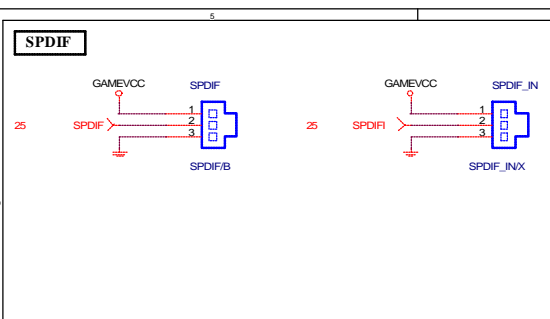 5
SPDIF
GAMEVCC SPDIF GAMEVCC SPDIF_IN
1 1
25 SPDIF 2 25 SPDIFI 2
3 3
SPDIF/B SPDIF_IN/X